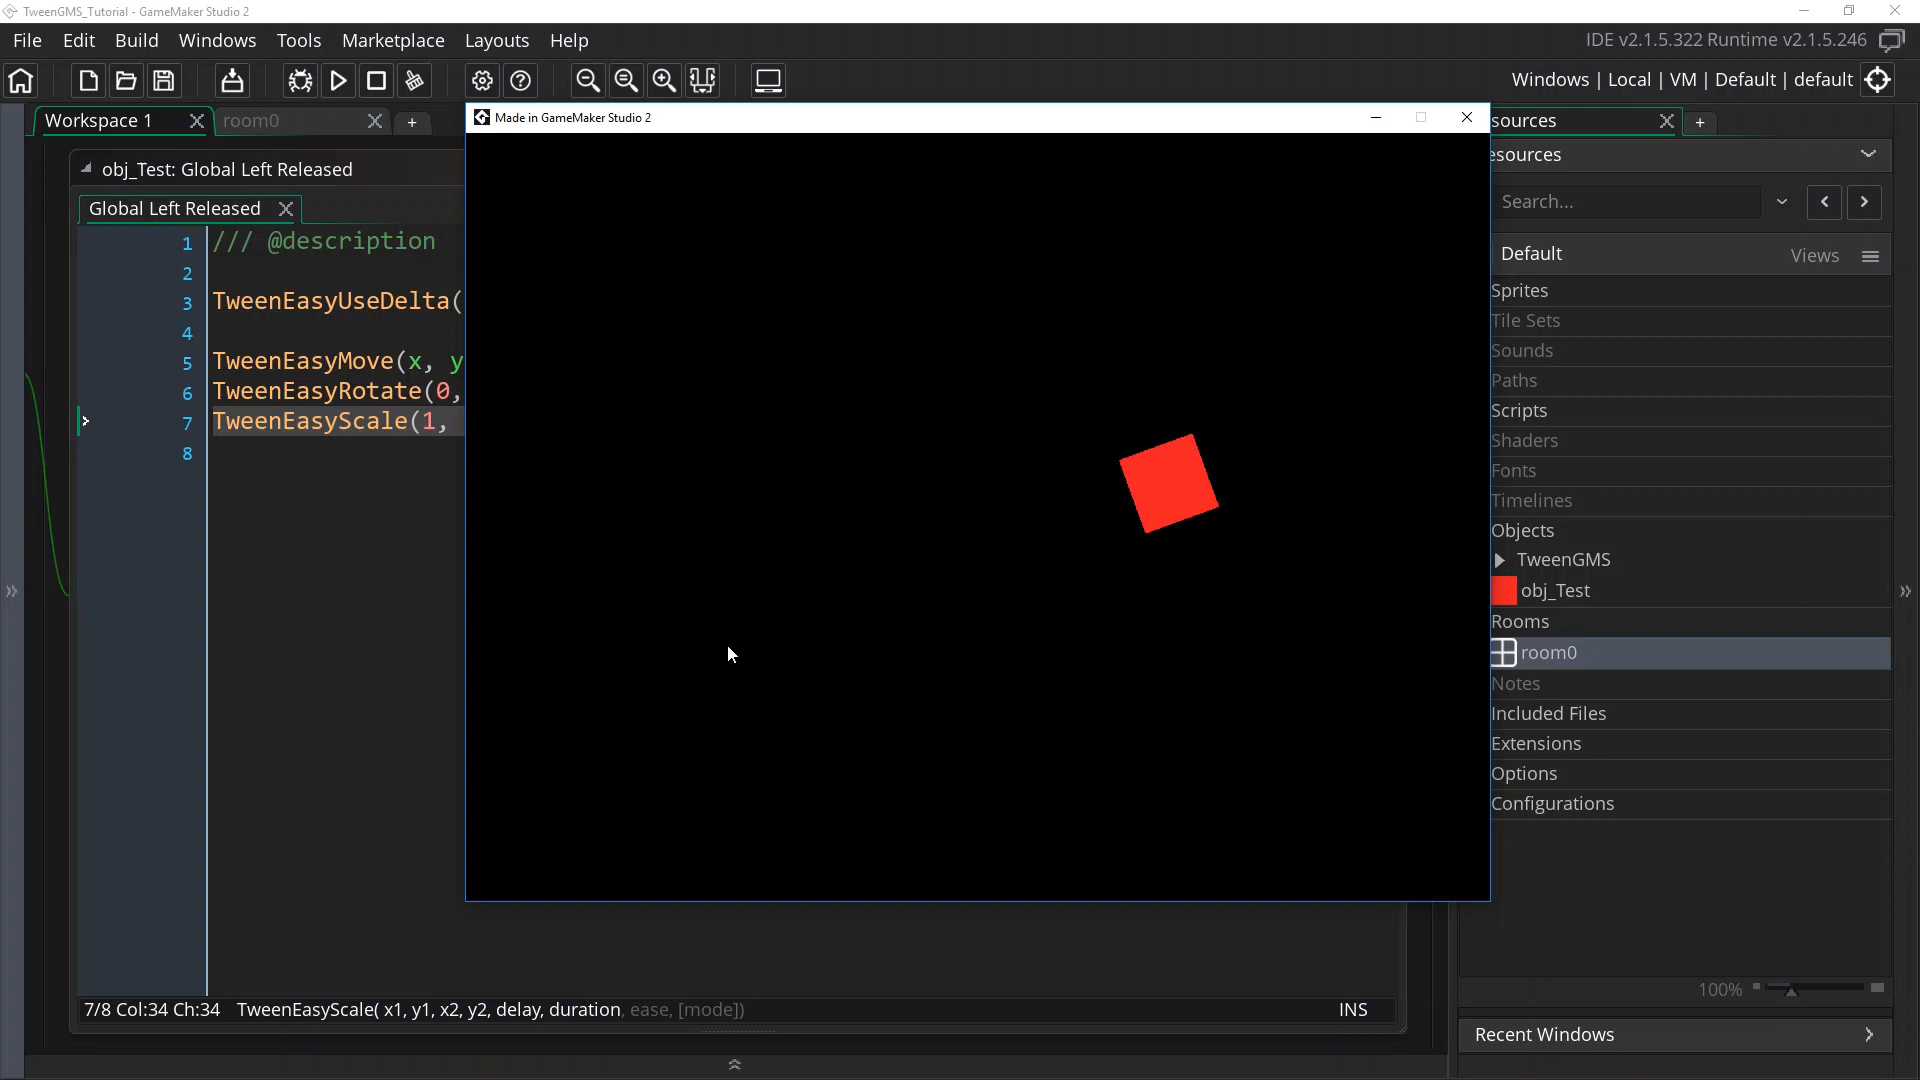 TweenGMS_Tutorial - GameMaker Studio 2
File Edit Build Windows Tools Marketplace Layouts Help
IDE v2.1.5.322 Runtime v2.1.5.246
Windows | Local | VM | Default | default
Workspace 1
room0
+
Made in GameMaker Studio 2
sources
+
obj_Test: Global Left Released
Global Left Released
1 /// @description
2
3 TweenEasyUseDelta(
4
5 TweenEasyMove(x, y
6 TweenEasyRotate(0,
7 TweenEasyScale(1,
8
esources
Search...
Default
Views
Sprites
Tile Sets
Sounds
Paths
Scripts
Shaders
Fonts
Timelines
Objects
TweenGMS
obj_Test
Rooms
room0
Notes
Included Files
Extensions
Options
Configurations
100%
7/8 Col:34 Ch:34 TweenEasyScale( x1, y1, x2, y2, delay, duration, ease, [mode])
INS
Recent Windows